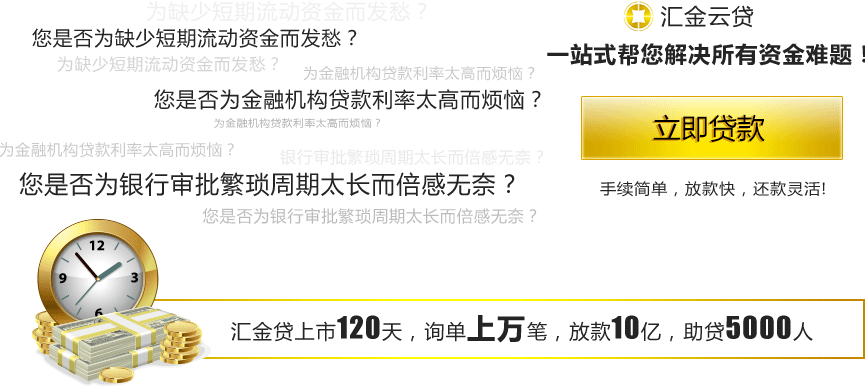 为缺少短期流动资金而发愁？
您是否为缺少短期流动资金而发愁？
为缺少短期流动资金而发愁？
为金融机构贷款利率太高而烦恼？
您是否为金融机构贷款利率太高而烦恼？
为金融机构贷款利率太高而烦恼？
为金融机构贷款利率太高而烦恼？
银行审批繁琐周期太长而倍感无奈？
您是否为银行审批繁琐周期太长而倍感无奈？
您是否为银行审批繁琐周期太长而倍感无奈？
汇金云贷
一站式帮您解决所有资金难题！
立即贷款
手续简单，放款快，还款灵活!
12
9
3
6
汇金贷上市120天，询单上万笔，放款10亿，助贷5000人